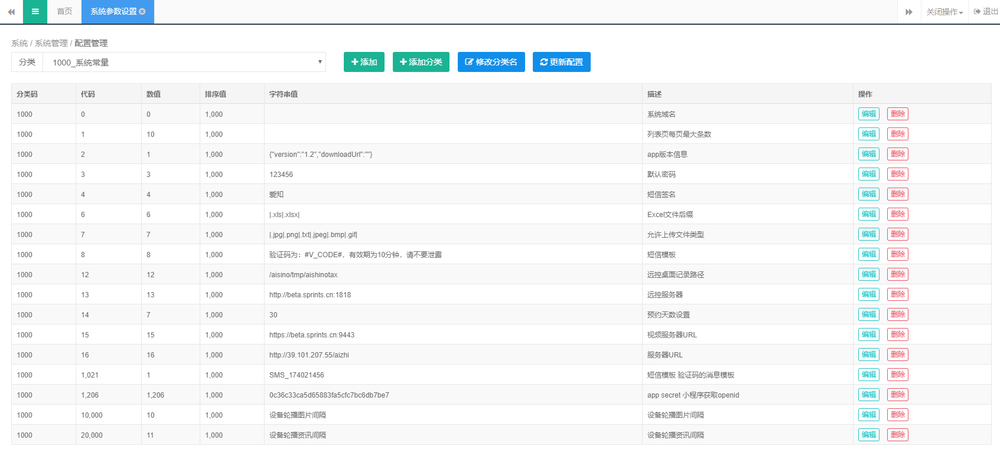 首页 系统参数设置 关闭操作 退出
系统 / 系统管理 / 配置管理
分类 1000_系统常量 添加 添加分类 修改分类名 更新配置
分类码 代码 数值 排序值 字符串值 描述 操作
1000 0 0 1,000 系统域名 编辑 删除
1000 1 10 1,000 列表页每页最大条数 编辑 删除
1000 2 1 1,000 {"version":"1.2","downloadUrl":""} app版本信息 编辑 删除
1000 3 3 1,000 123456 默认密码 编辑 删除
1000 4 4 1,000 爱知 短信签名 编辑 删除
1000 6 6 1,000 |.xls|.xlsx| Excel文件后缀 编辑 删除
1000 7 7 1,000 |.jpg|.png|.txt|.jpeg|.bmp|.gif| 允许上传文件类型 编辑 删除
1000 8 8 1,000 验证码为：#V_CODE#，有效期为10分钟，请不要泄露 短信模板 编辑 删除
1000 12 12 1,000 /aisino/tmp/aishinotax 远控桌面记录路径 编辑 删除
1000 13 13 1,000 http://beta.sprints.cn:1818 远控服务器 编辑 删除
1000 14 7 1,000 30 预约天数设置 编辑 删除
1000 15 15 1,000 https://beta.sprints.cn:9443 视频服务器URL 编辑 删除
1000 16 16 1,000 http://39.101.207.55/aizhi 服务器URL 编辑 删除
1000 1,021 1 1,000 SMS_174021456 短信模板 验证码的消息模板 编辑 删除
1000 1,206 1,206 1,000 0c36c33ca5d65883fa5cfc7bc6db7be7 app secret 小程序获取openid 编辑 删除
1000 10,000 10 1,000 设备轮播图片间隔 设备轮播图片间隔 编辑 删除
1000 20,000 11 1,000 设备轮播资讯间隔 设备轮播资讯间隔 编辑 删除